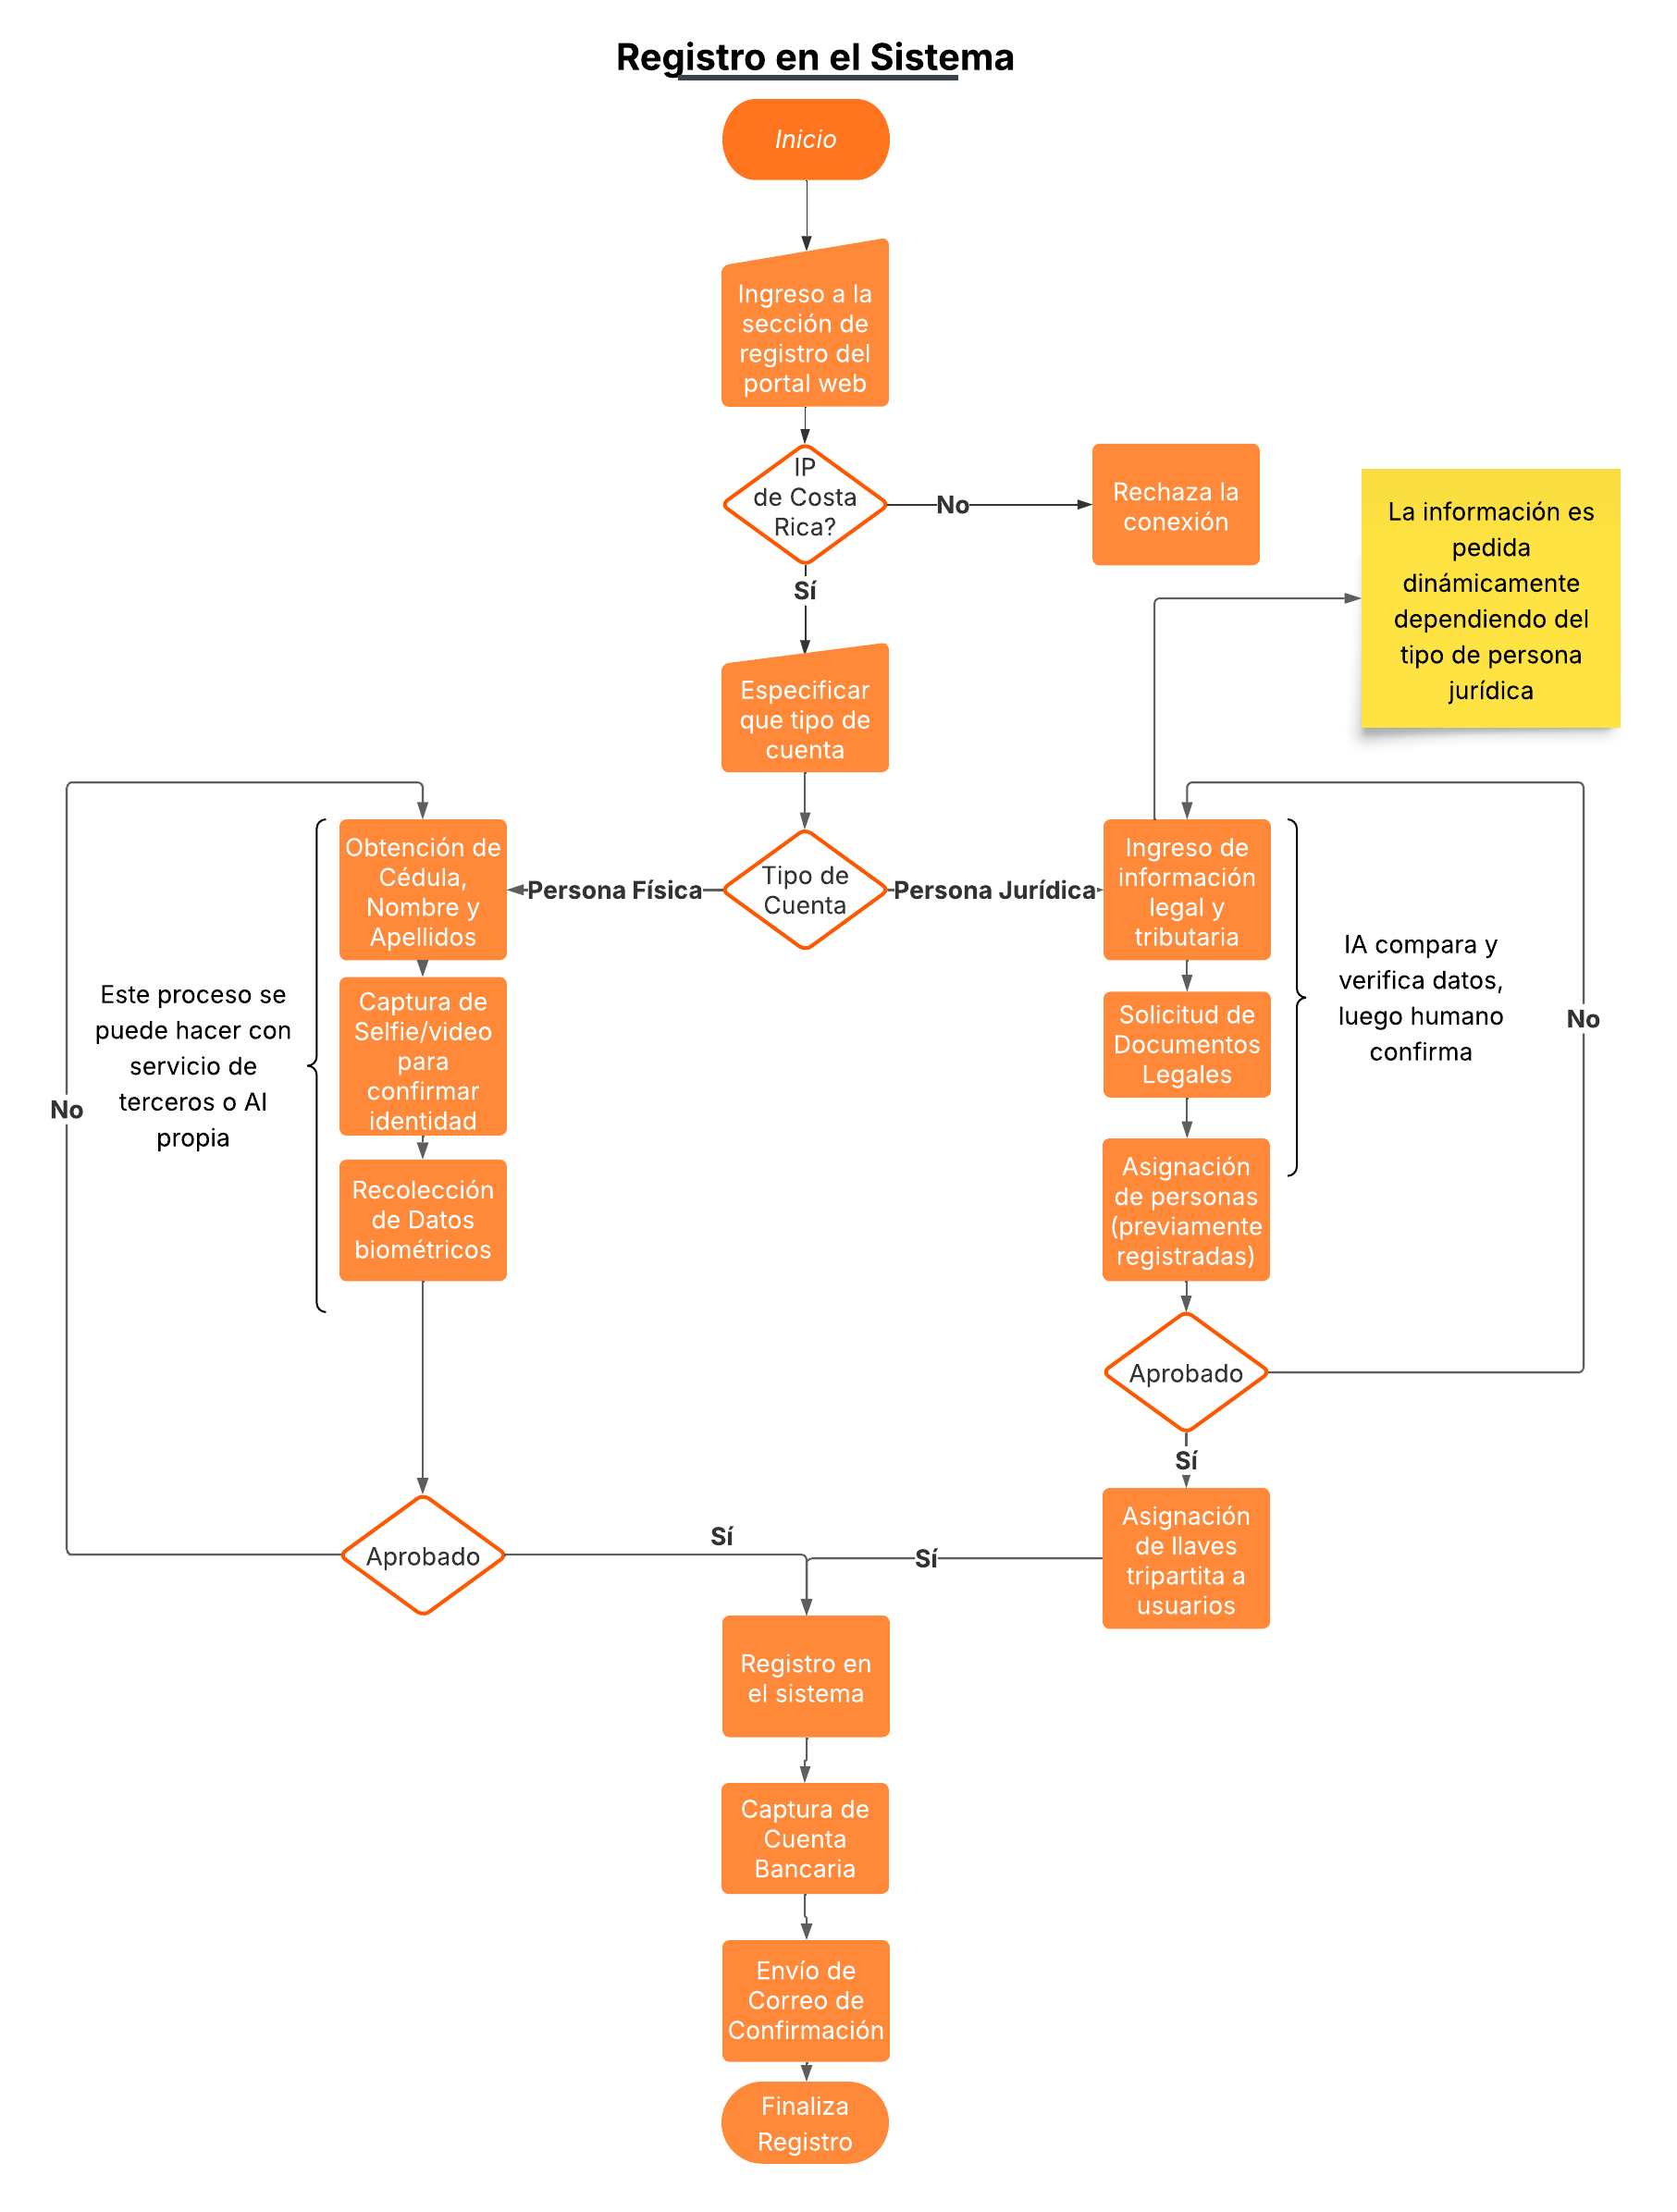 Registro en el Sistema
Inicio
Ingreso a la
sección de
registro del
portal web
IP
de Costa
Rica?
No
Rechaza la
conexión
La información es
pedida
dinámicamente
dependiendo del
tipo de persona
jurídica
Sí
Especificar
que tipo de
cuenta
Tipo de
Cuenta
Persona Física
Persona Jurídica
Obtención de
Cédula,
Nombre y
Apellidos
Captura de
Selfie/video
para
confirmar
identidad
Recolección
de Datos
biométricos
Este proceso se
puede hacer con
servicio de
terceros o AI
propia
No
Aprobado
Sí
Ingreso de
información
legal y
tributaria
Solicitud de
Documentos
Legales
Asignación
de personas
(previamente
registradas)
IA compara y
verifica datos,
luego humano
confirma
No
Aprobado
Sí
Asignación
de llaves
tripartita a
usuarios
Sí
Registro en
el sistema
Captura de
Cuenta
Bancaria
Envío de
Correo de
Confirmación
Finaliza
Registro